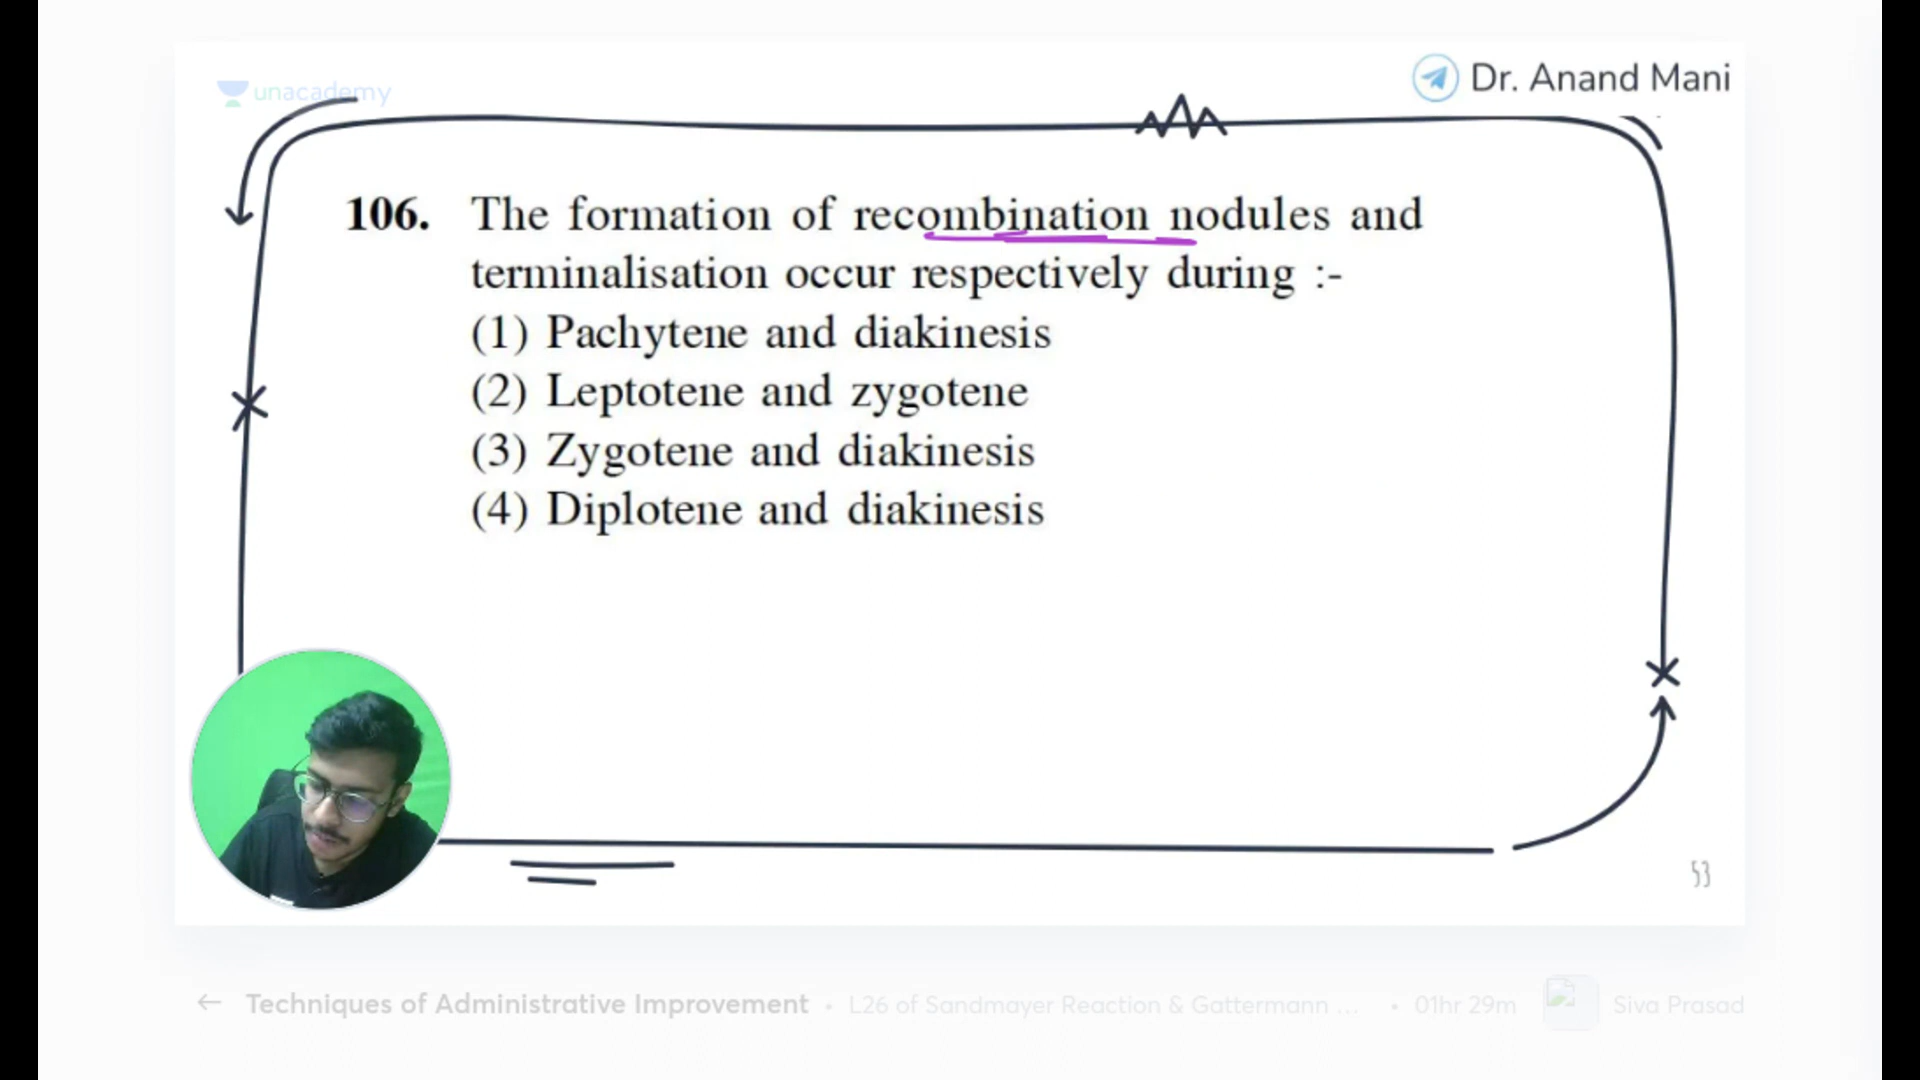 unacademy
Dr. Anand Mani
106. The formation of recombination nodules and
terminalisation occur respectively during :-
(1) Pachytene and diakinesis
(2) Leptotene and zygotene
(3) Zygotene and diakinesis
(4) Diplotene and diakinesis
53
← Techniques of Administrative Improvement • L26 of Sandmayer Reaction & Gattermann ... • 01hr 29m Siva Prasad